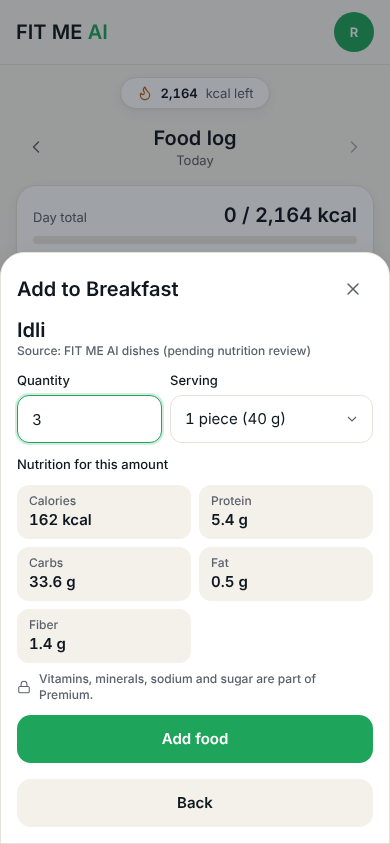 FIT ME AI
R
2,164 kcal left
Food log
Today
Day total
0 / 2,164 kcal
Add to Breakfast
Idli
Source: FIT ME AI dishes (pending nutrition review)
Quantity
Serving
3
1 piece (40 g)
Nutrition for this amount
Calories
162 kcal
Protein
5.4 g
Carbs
33.6 g
Fat
0.5 g
Fiber
1.4 g
Vitamins, minerals, sodium and sugar are part of
Premium.
Add food
Back